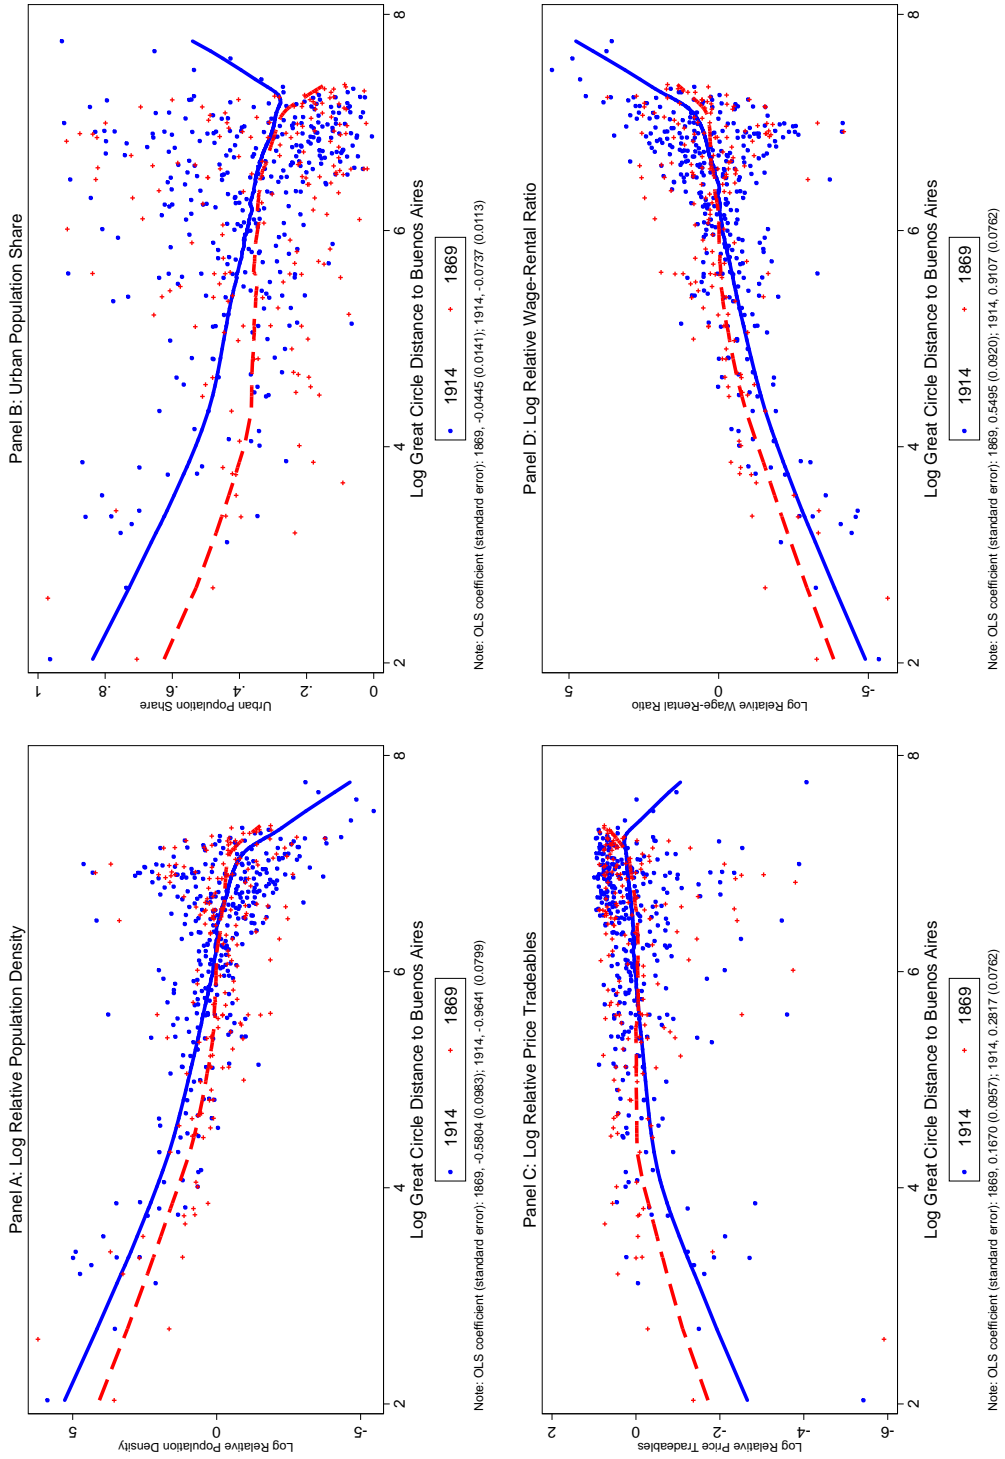 Panel A: Log Relative Population Density
Log Relative Population Density
5
0
-5
2
4
6
8
Log Great Circle Distance to Buenos Aires
1914
1869
Note: OLS coefficient (standard error): 1869, -0.5804 (0.0983); 1914, -0.9641 (0.0799)
Panel B: Urban Population Share
Urban Population Share
1
.8
.6
.4
.2
0
2
4
6
8
Log Great Circle Distance to Buenos Aires
1914
1869
Note: OLS coefficient (standard error): 1869, -0.0445 (0.0141); 1914, -0.0737 (0.0113)
Panel C: Log Relative Price Tradeables
Log Relative Price Tradeables
2
0
-2
-4
-6
2
4
6
8
Log Great Circle Distance to Buenos Aires
1914
1869
Note: OLS coefficient (standard error): 1869, 0.1670 (0.0957); 1914, 0.2817 (0.0762)
Panel D: Log Relative Wage-Rental Ratio
Log Relative Wage-Rental Ratio
5
0
-5
2
4
6
8
Log Great Circle Distance to Buenos Aires
1914
1869
Note: OLS coefficient (standard error): 1869, 0.5495 (0.0920); 1914, 0.9107 (0.0762)